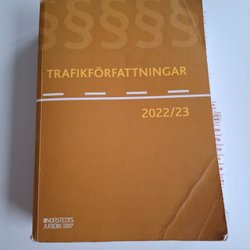 §§§§
TRAFIKFÖRFATTNINGAR
2022/23
NORSTEDTS
JURIDIK